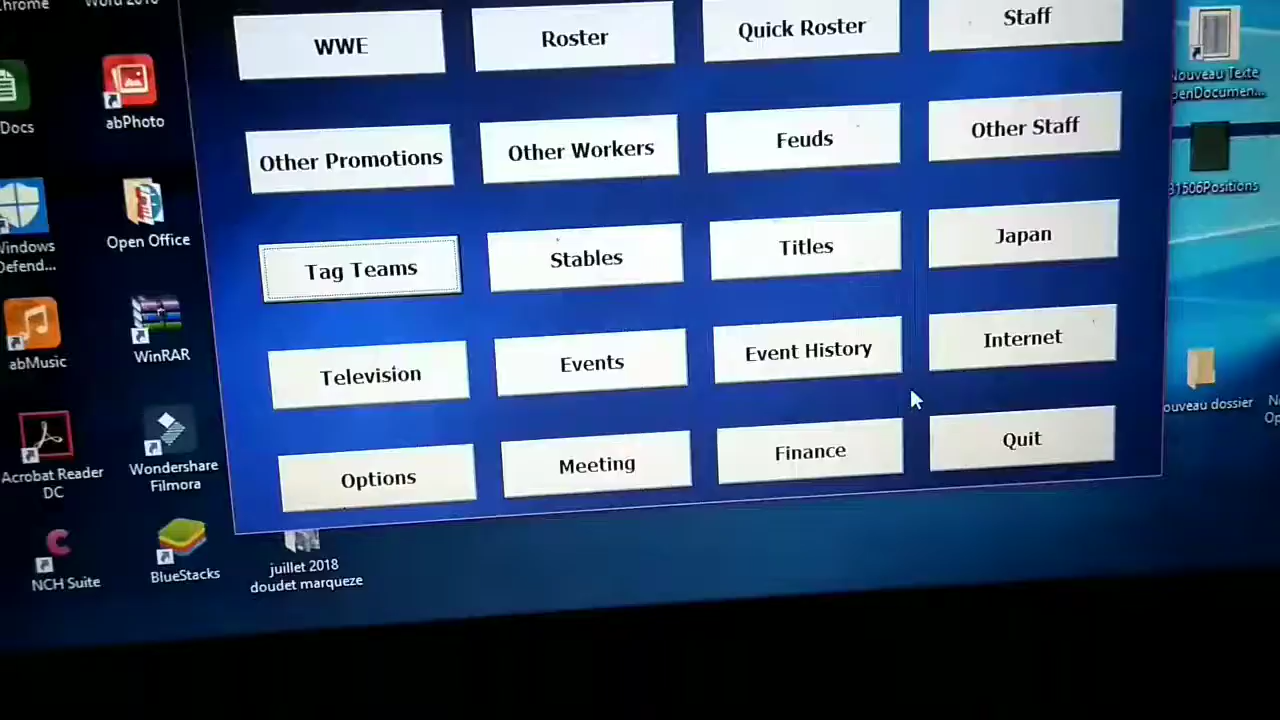 Chrome
Word 2016
WWE
Roster
Quick Roster
Staff
Other Promotions
Other Workers
Feuds
Other Staff
Tag Teams
Stables
Titles
Japan
Television
Events
Event History
Internet
Options
Meeting
Finance
Quit
Docs
abPhoto
Windows
Defend...
Open Office
abMusic
WinRAR
Acrobat Reader
DC
Wondershare
Filmora
NCH Suite
BlueStacks
juillet 2018
doudet marqueze
Nouveau Texte
OpenDocumen...
31506Positions
ouveau dossier